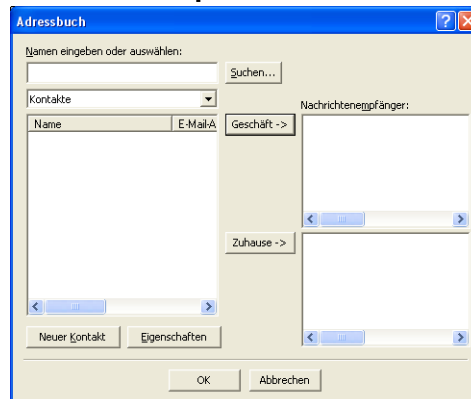 Adressbuch
Namen eingeben oder auswählen:
Suchen...
Kontakte
Nachrichtenempfänger:
Name E-Mail-A
Geschäft ->
Zuhause ->
Neuer Kontakt Eigenschaften
OK Abbrechen